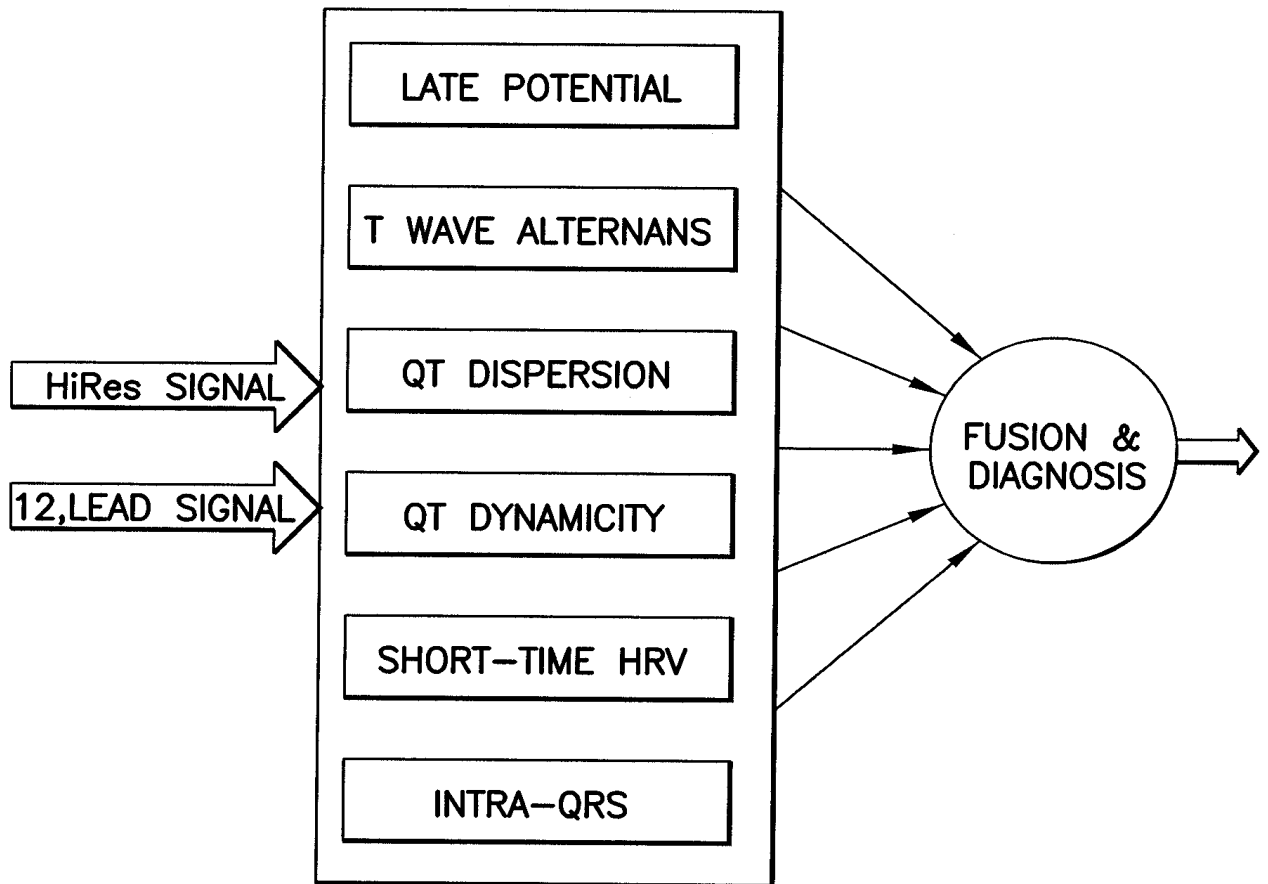 LATE POTENTIAL
T WAVE ALTERNANS
QT DISPERSION
QT DYNAMICITY
SHORT-TIME HRV
INTRA-QRS
HiRes SIGNAL
12,LEAD SIGNAL
FUSION &
DIAGNOSIS